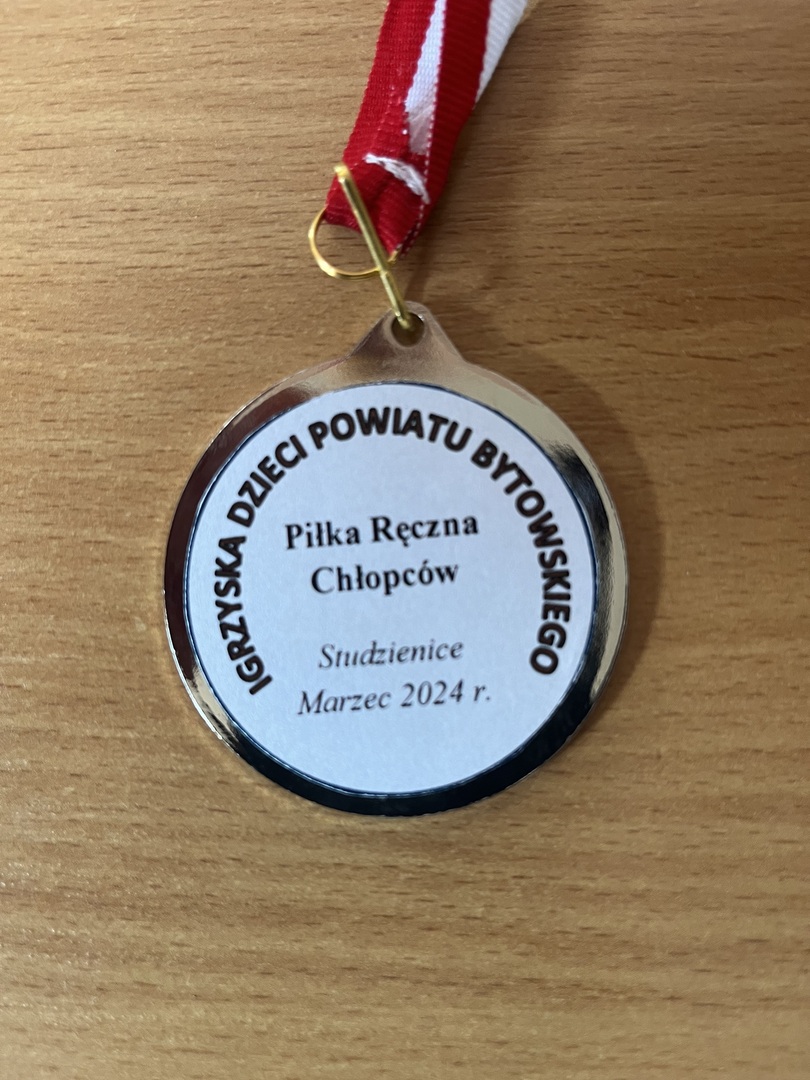 IGRZYSKA DZIECI POWIATU BYTOWSKIEGO
Piłka Ręczna
Chłopców
Studzienice
Marzec 2024 r.